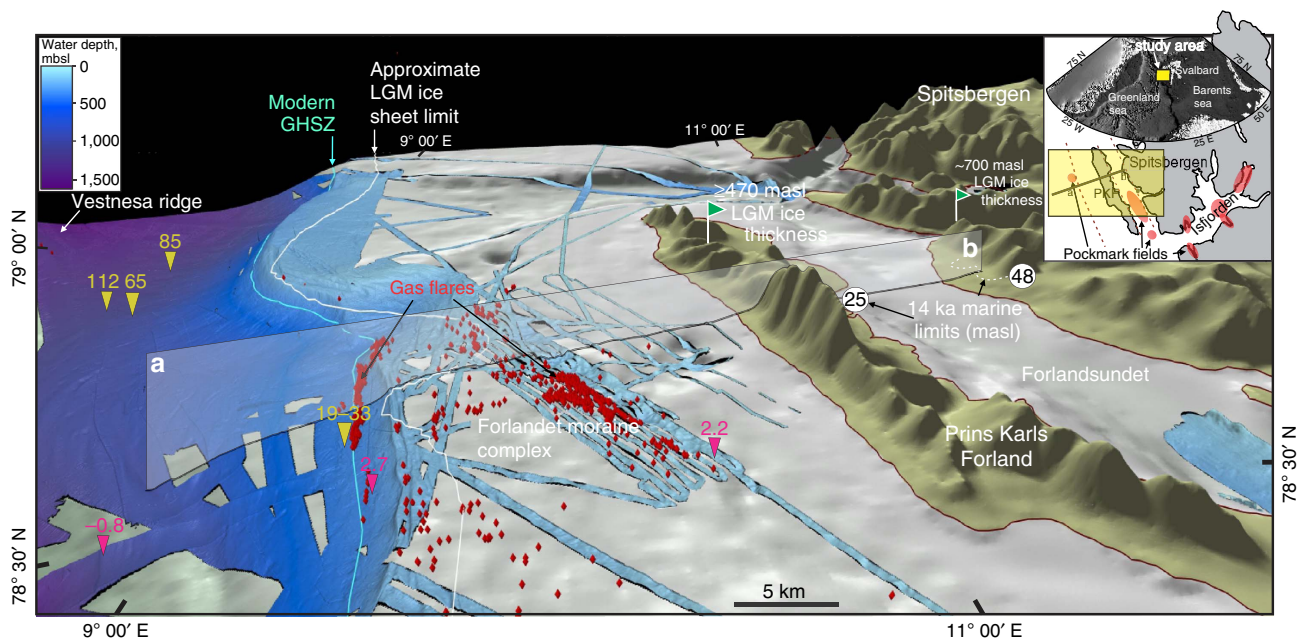 Water depth,
mbsl
0
500
1,000
1,500
Modern
GHSZ
Approximate
LGM ice
sheet limit
9 00′ E
11° 00′ E
Spitsbergen
~700 masl
LGM ice
thickness
≥470 masl
LGM ice
thickness
study area
75 N
75 N
Svalbard
Greenland
sea
Barents
sea
25 W
25 E
50 E
Spitsbergen
Isfjorden
Pockmark fields
Vestnesa ridge
79° 00′ N
85
112 65
Gas flares
b
48
25
14 ka marine
limits (masl)
a
Forlandsundet
19–33
Forlandet moraine
complex
2.2
2.7
Prins Karls
Forland
–0.8
78° 30′ N
78° 30′ N
5 km
9° 00′ E
11° 00′ E